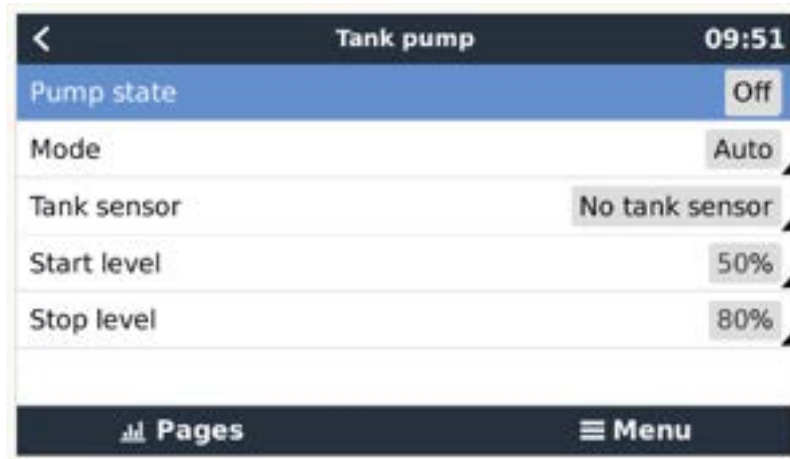 Tank pump 09:51
Pump state Off
Mode Auto
Tank sensor No tank sensor
Start level 50%
Stop level 80%
Pages Menu